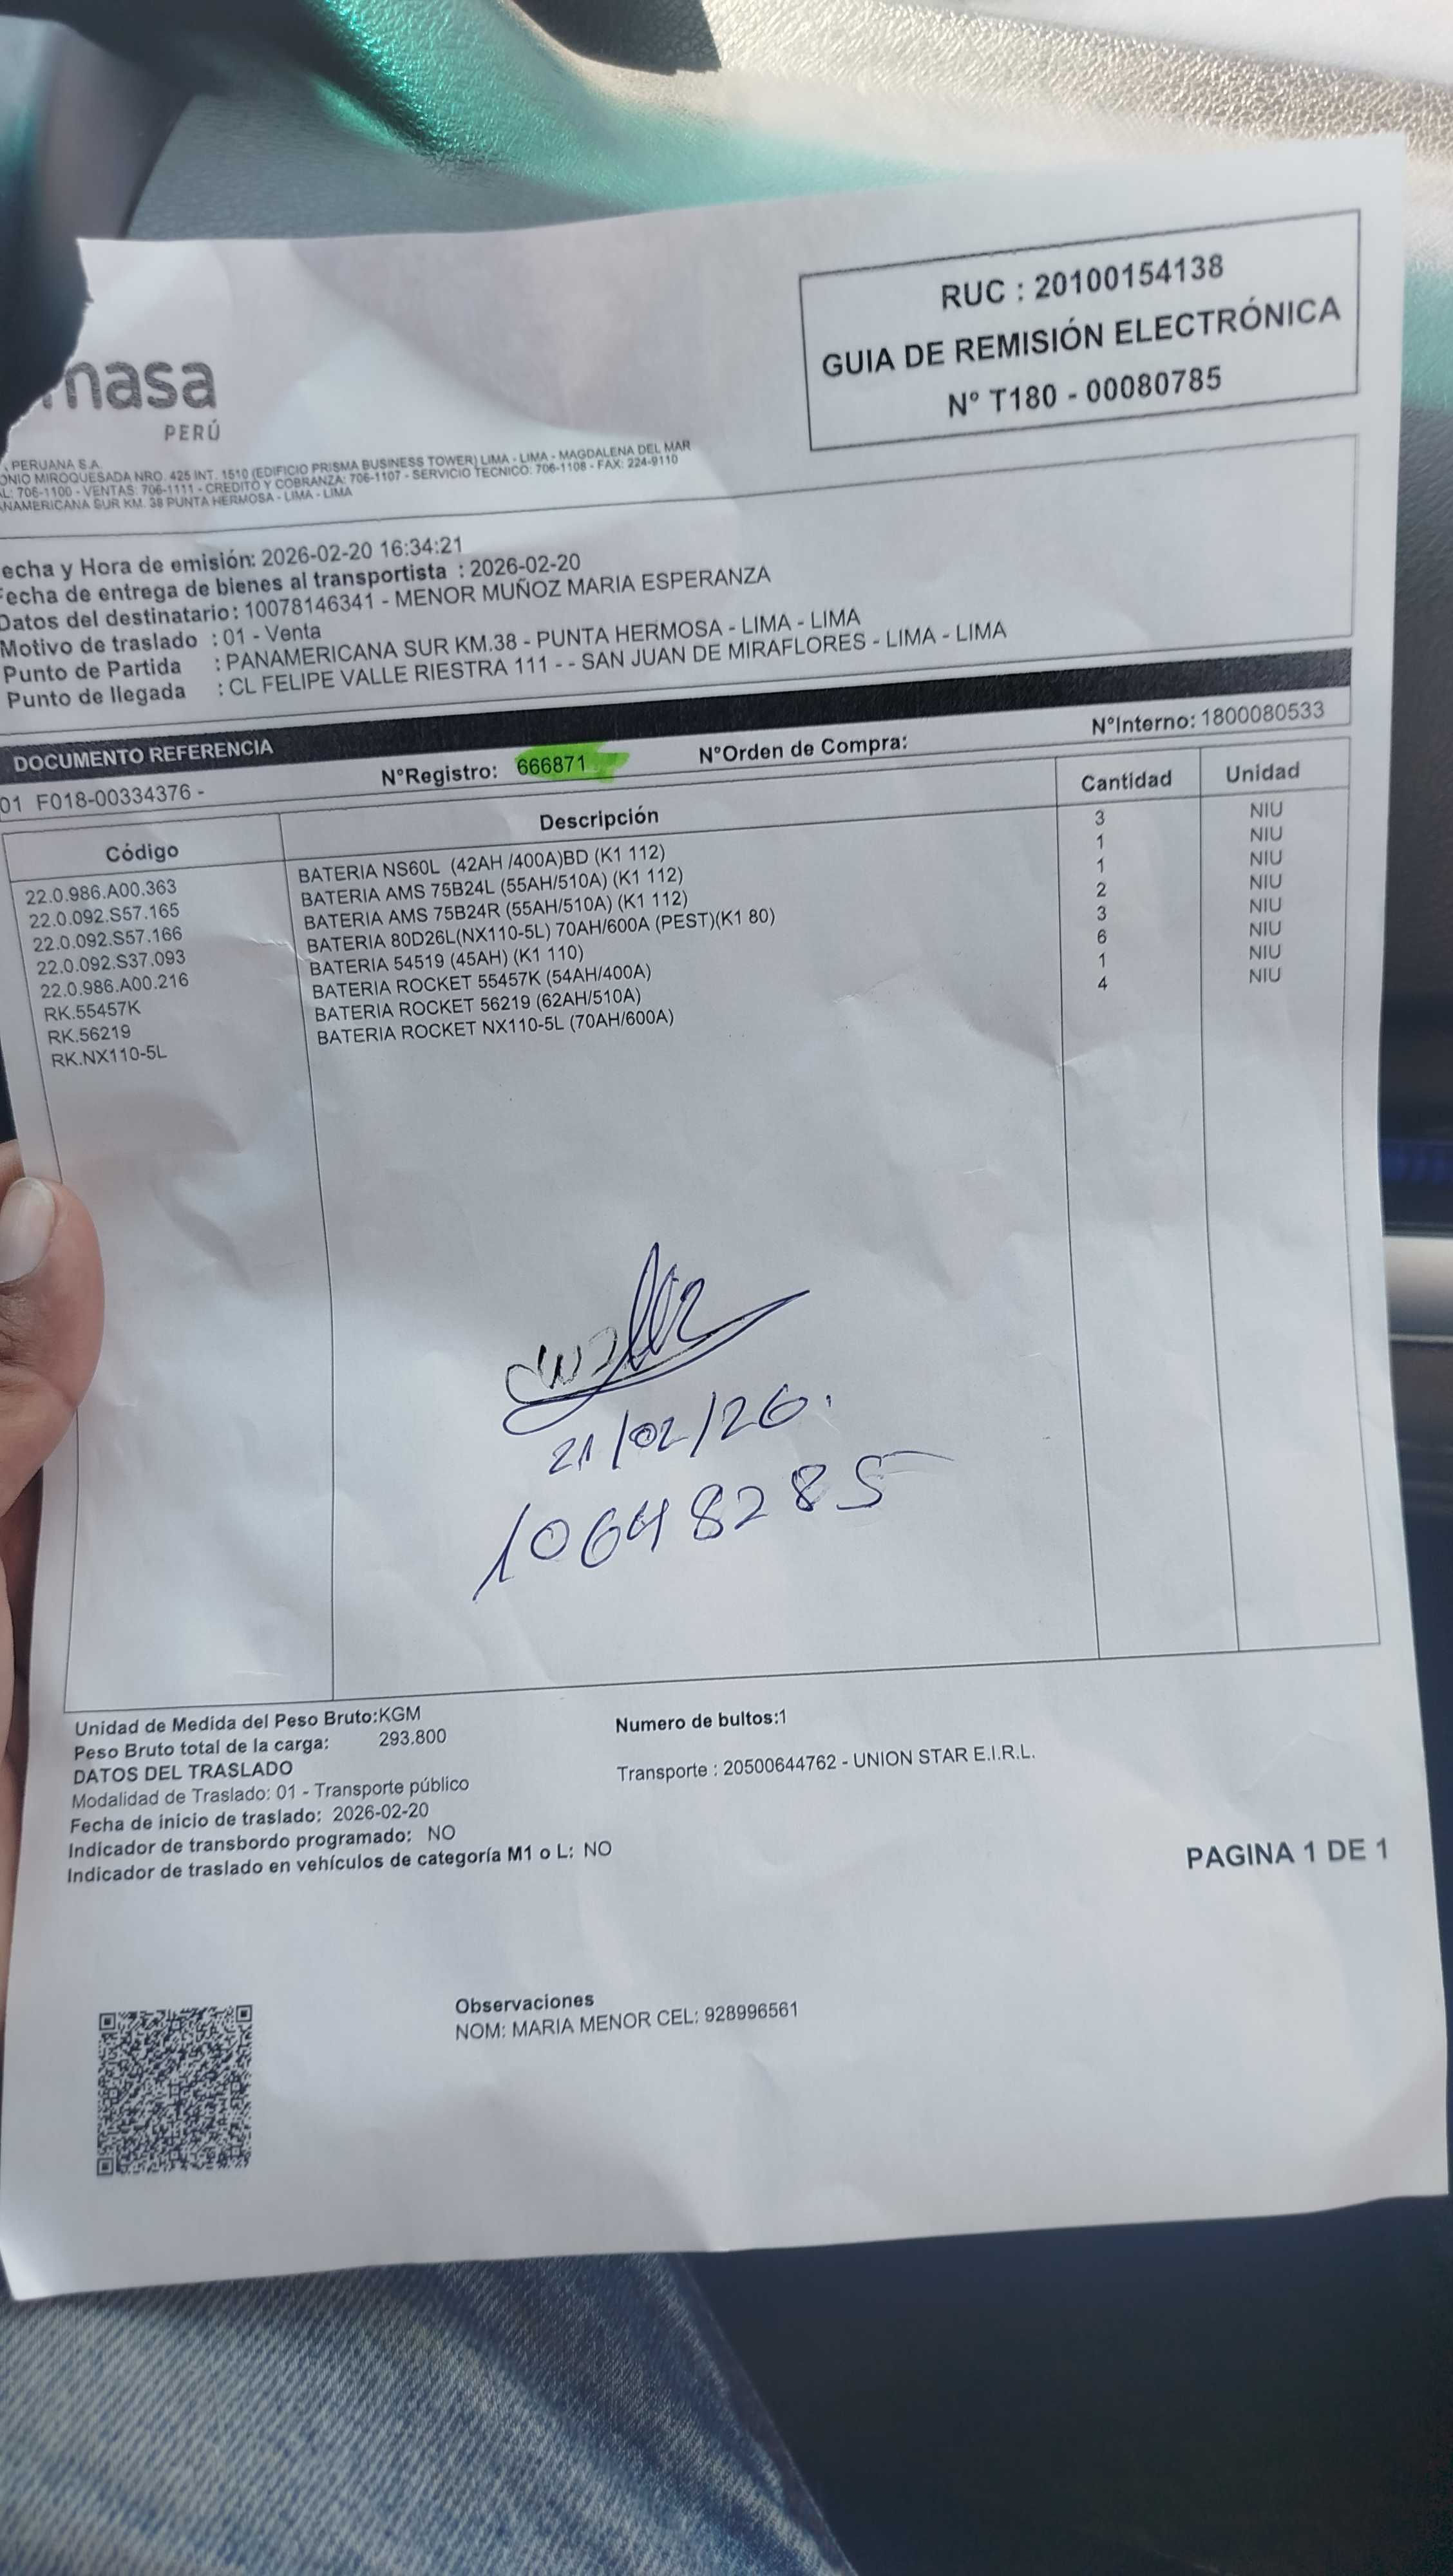 masa
PERÚ
PERUANA S.A.
ONIO MIROQUESADA NRO. 425 INT. 1510 (EDIFICIO PRISMA BUSINESS TOWER) LIMA - LIMA - MAGDALENA DEL MAR
AL: 706-1100 - VENTAS: 706-1111 - CREDITO Y COBRANZA: 706-1107 - SERVICIO TECNICO: 706-1108 - FAX: 224-9110
ANAMERICANA SUR KM. 38 PUNTA HERMOSA - LIMA - LIMA
RUC : 20100154138
GUIA DE REMISIÓN ELECTRÓNICA
Nº T180 - 00080785
echa y Hora de emisión: 2026-02-20 16:34:21
Fecha de entrega de bienes al transportista : 2026-02-20
Datos del destinatario: 10078146341 - MENOR MUÑOZ MARIA ESPERANZA
Motivo de traslado : 01 - Venta
Punto de Partida : PANAMERICANA SUR KM.38 - PUNTA HERMOSA - LIMA - LIMA
Punto de llegada : CL FELIPE VALLE RIESTRA 111 - - SAN JUAN DE MIRAFLORES - LIMA - LIMA
DOCUMENTO REFERENCIA
01 F018-00334376 - NºRegistro: 666871 NºOrden de Compra: NºInterno: 1800080533
Código Descripción Cantidad Unidad
22.0.986.A00.363 BATERIA NS60L (42AH /400A)BD (K1 112) 3 NIU
22.0.092.S57.165 BATERIA AMS 75B24L (55AH/510A) (K1 112) 1 NIU
22.0.092.S57.166 BATERIA AMS 75B24R (55AH/510A) (K1 112) 1 NIU
22.0.092.S37.093 BATERIA 80D26L(NX110-5L) 70AH/600A (PEST)(K1 80) 2 NIU
22.0.986.A00.216 BATERIA 54519 (45AH) (K1 110) 3 NIU
RK.55457K BATERIA ROCKET 55457K (54AH/400A) 6 NIU
RK.56219 BATERIA ROCKET 56219 (62AH/510A) 1 NIU
RK.NX110-5L BATERIA ROCKET NX110-5L (70AH/600A) 4 NIU
21/02/26.
10648285
Unidad de Medida del Peso Bruto:KGM
Peso Bruto total de la carga: 293.800
Numero de bultos:1
DATOS DEL TRASLADO
Modalidad de Traslado: 01 - Transporte público
Transporte : 20500644762 - UNION STAR E.I.R.L.
Fecha de inicio de traslado: 2026-02-20
Indicador de transbordo programado: NO
Indicador de traslado en vehículos de categoría M1 o L: NO
PAGINA 1 DE 1
Observaciones
NOM: MARIA MENOR CEL: 928996561